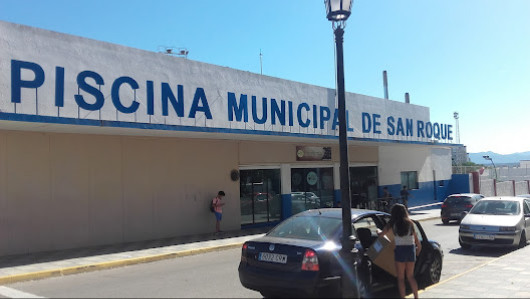 PISCINA MUNICIPAL DE SAN ROQUE